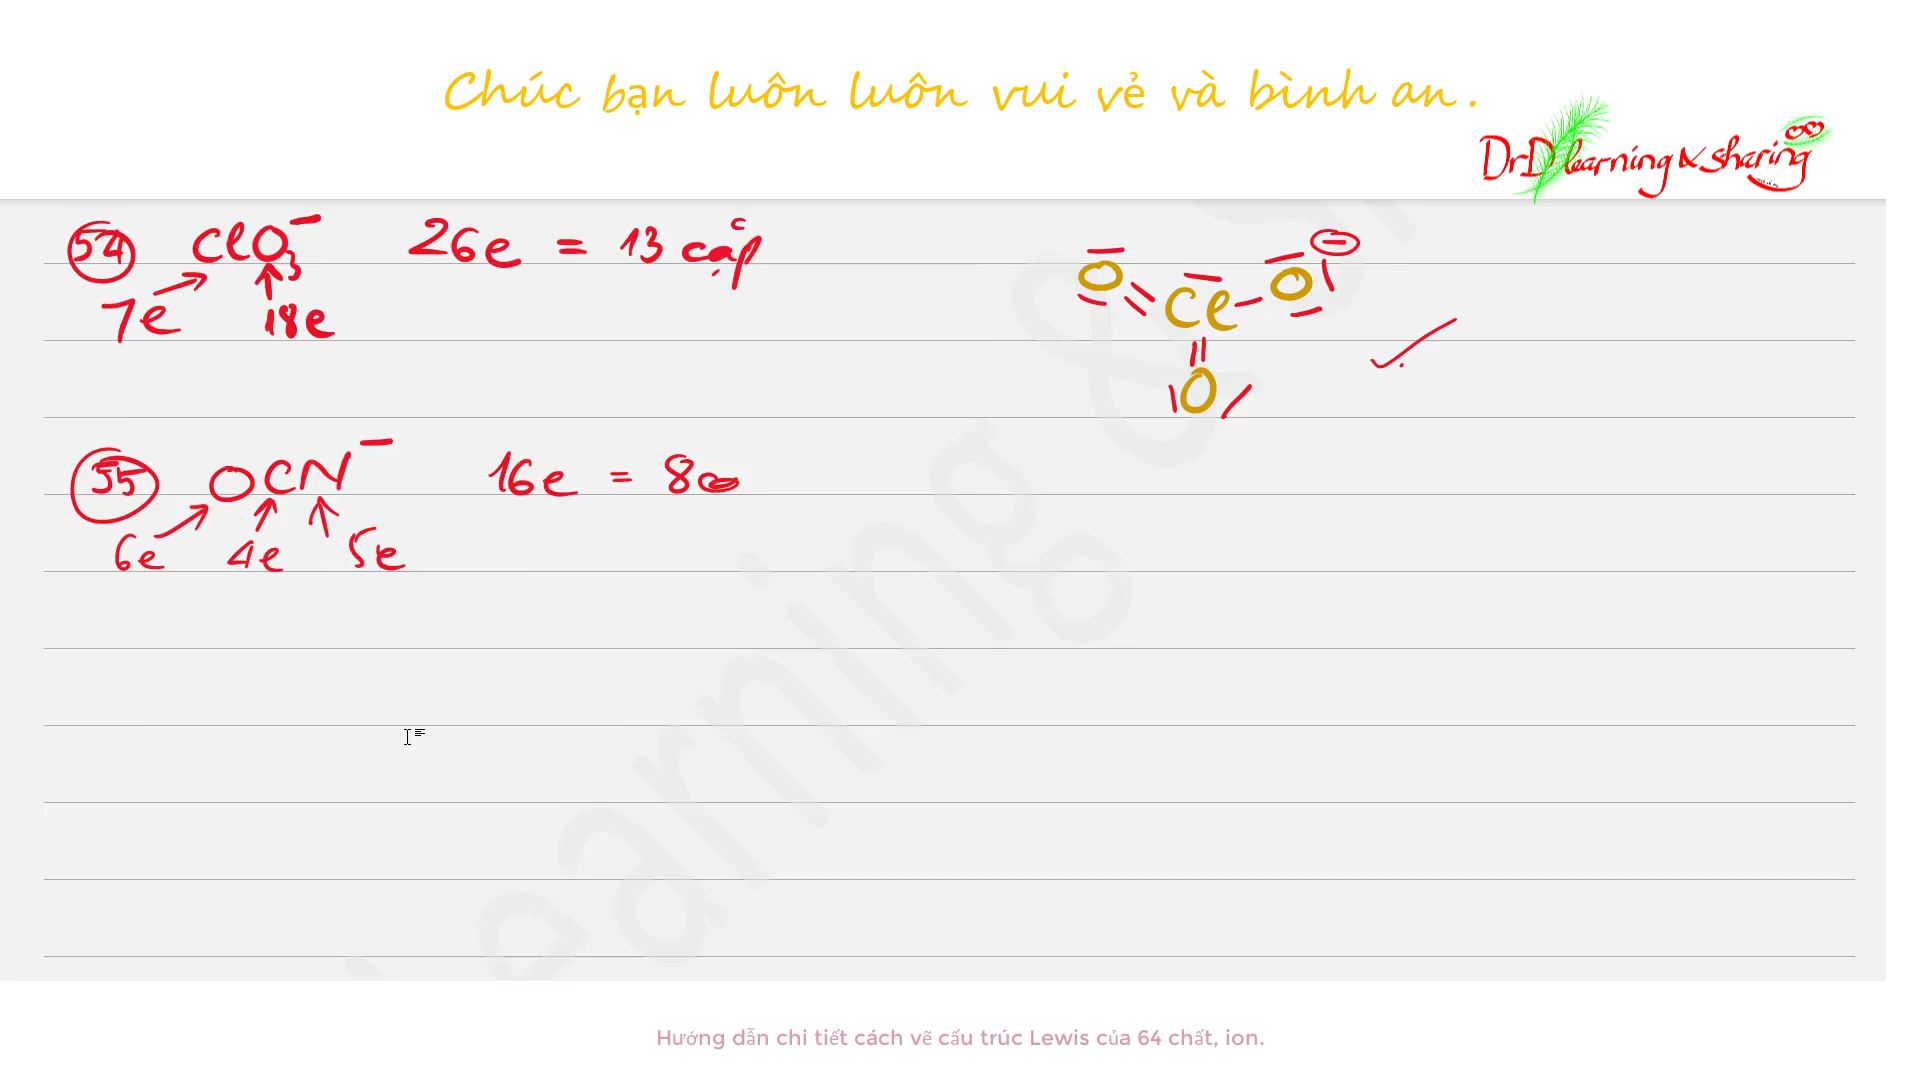 Chúc bạn luôn luôn vui vẻ và bình an.
DrD learning & sharing
54 ClO₃⁻ 26e = 13 cặp
7e 18e
O Cl O −
O
55 OCN⁻ 16e = 8
6e 4e 5e
learning &
Hướng dẫn chi tiết cách vẽ cấu trúc Lewis của 64 chất, ion.